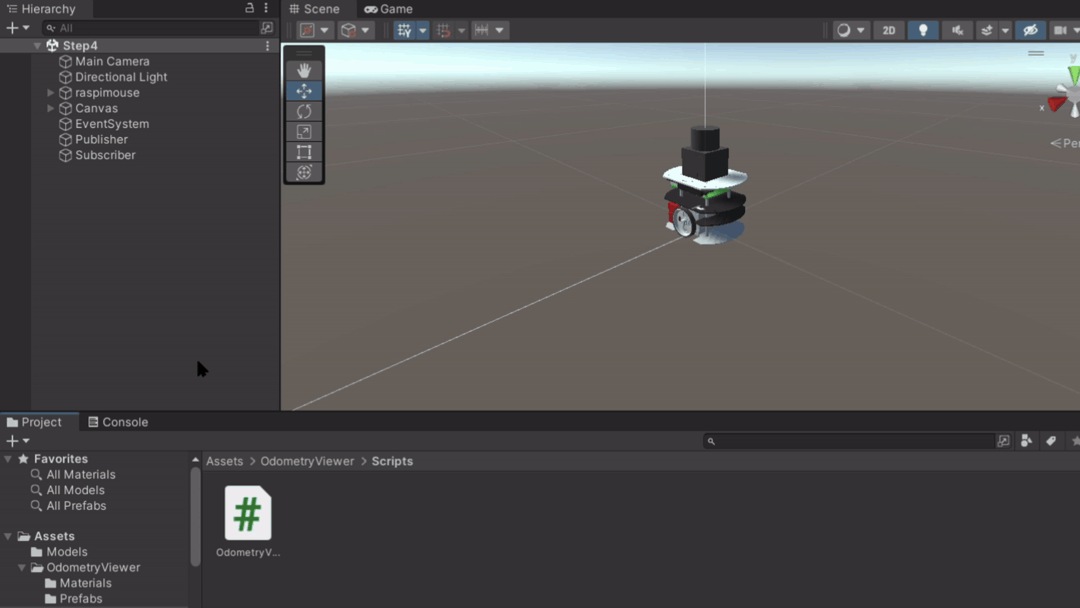 Hierarchy
All
Step4
Main Camera
Directional Light
raspimouse
Canvas
EventSystem
Publisher
Subscriber
Scene Game
2D
y
x
Per
Project Console
Favorites
All Materials
All Models
All Prefabs
Assets
Models
OdometryViewer
Materials
Prefabs
Assets > OdometryViewer > Scripts
#
OdometryV...